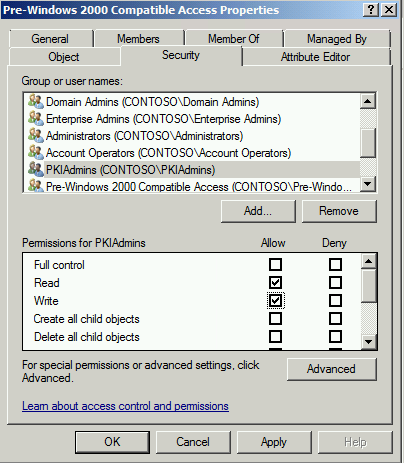 Pre-Windows 2000 Compatible Access Properties
General Members Member Of Managed By
Object Security Attribute Editor
Group or user names:
Domain Admins (CONTOSO\Domain Admins)
Enterprise Admins (CONTOSO\Enterprise Admins)
Administrators (CONTOSO\Administrators)
Account Operators (CONTOSO\Account Operators)
PKIAdmins (CONTOSO\PKIAdmins)
Pre-Windows 2000 Compatible Access (CONTOSO\Pre-Windo...
Add... Remove
Permissions for PKIAdmins Allow Deny
Full control
Read
Write
Create all child objects
Delete all child objects
For special permissions or advanced settings, click
Advanced.
Advanced
Learn about access control and permissions
OK Cancel Apply Help